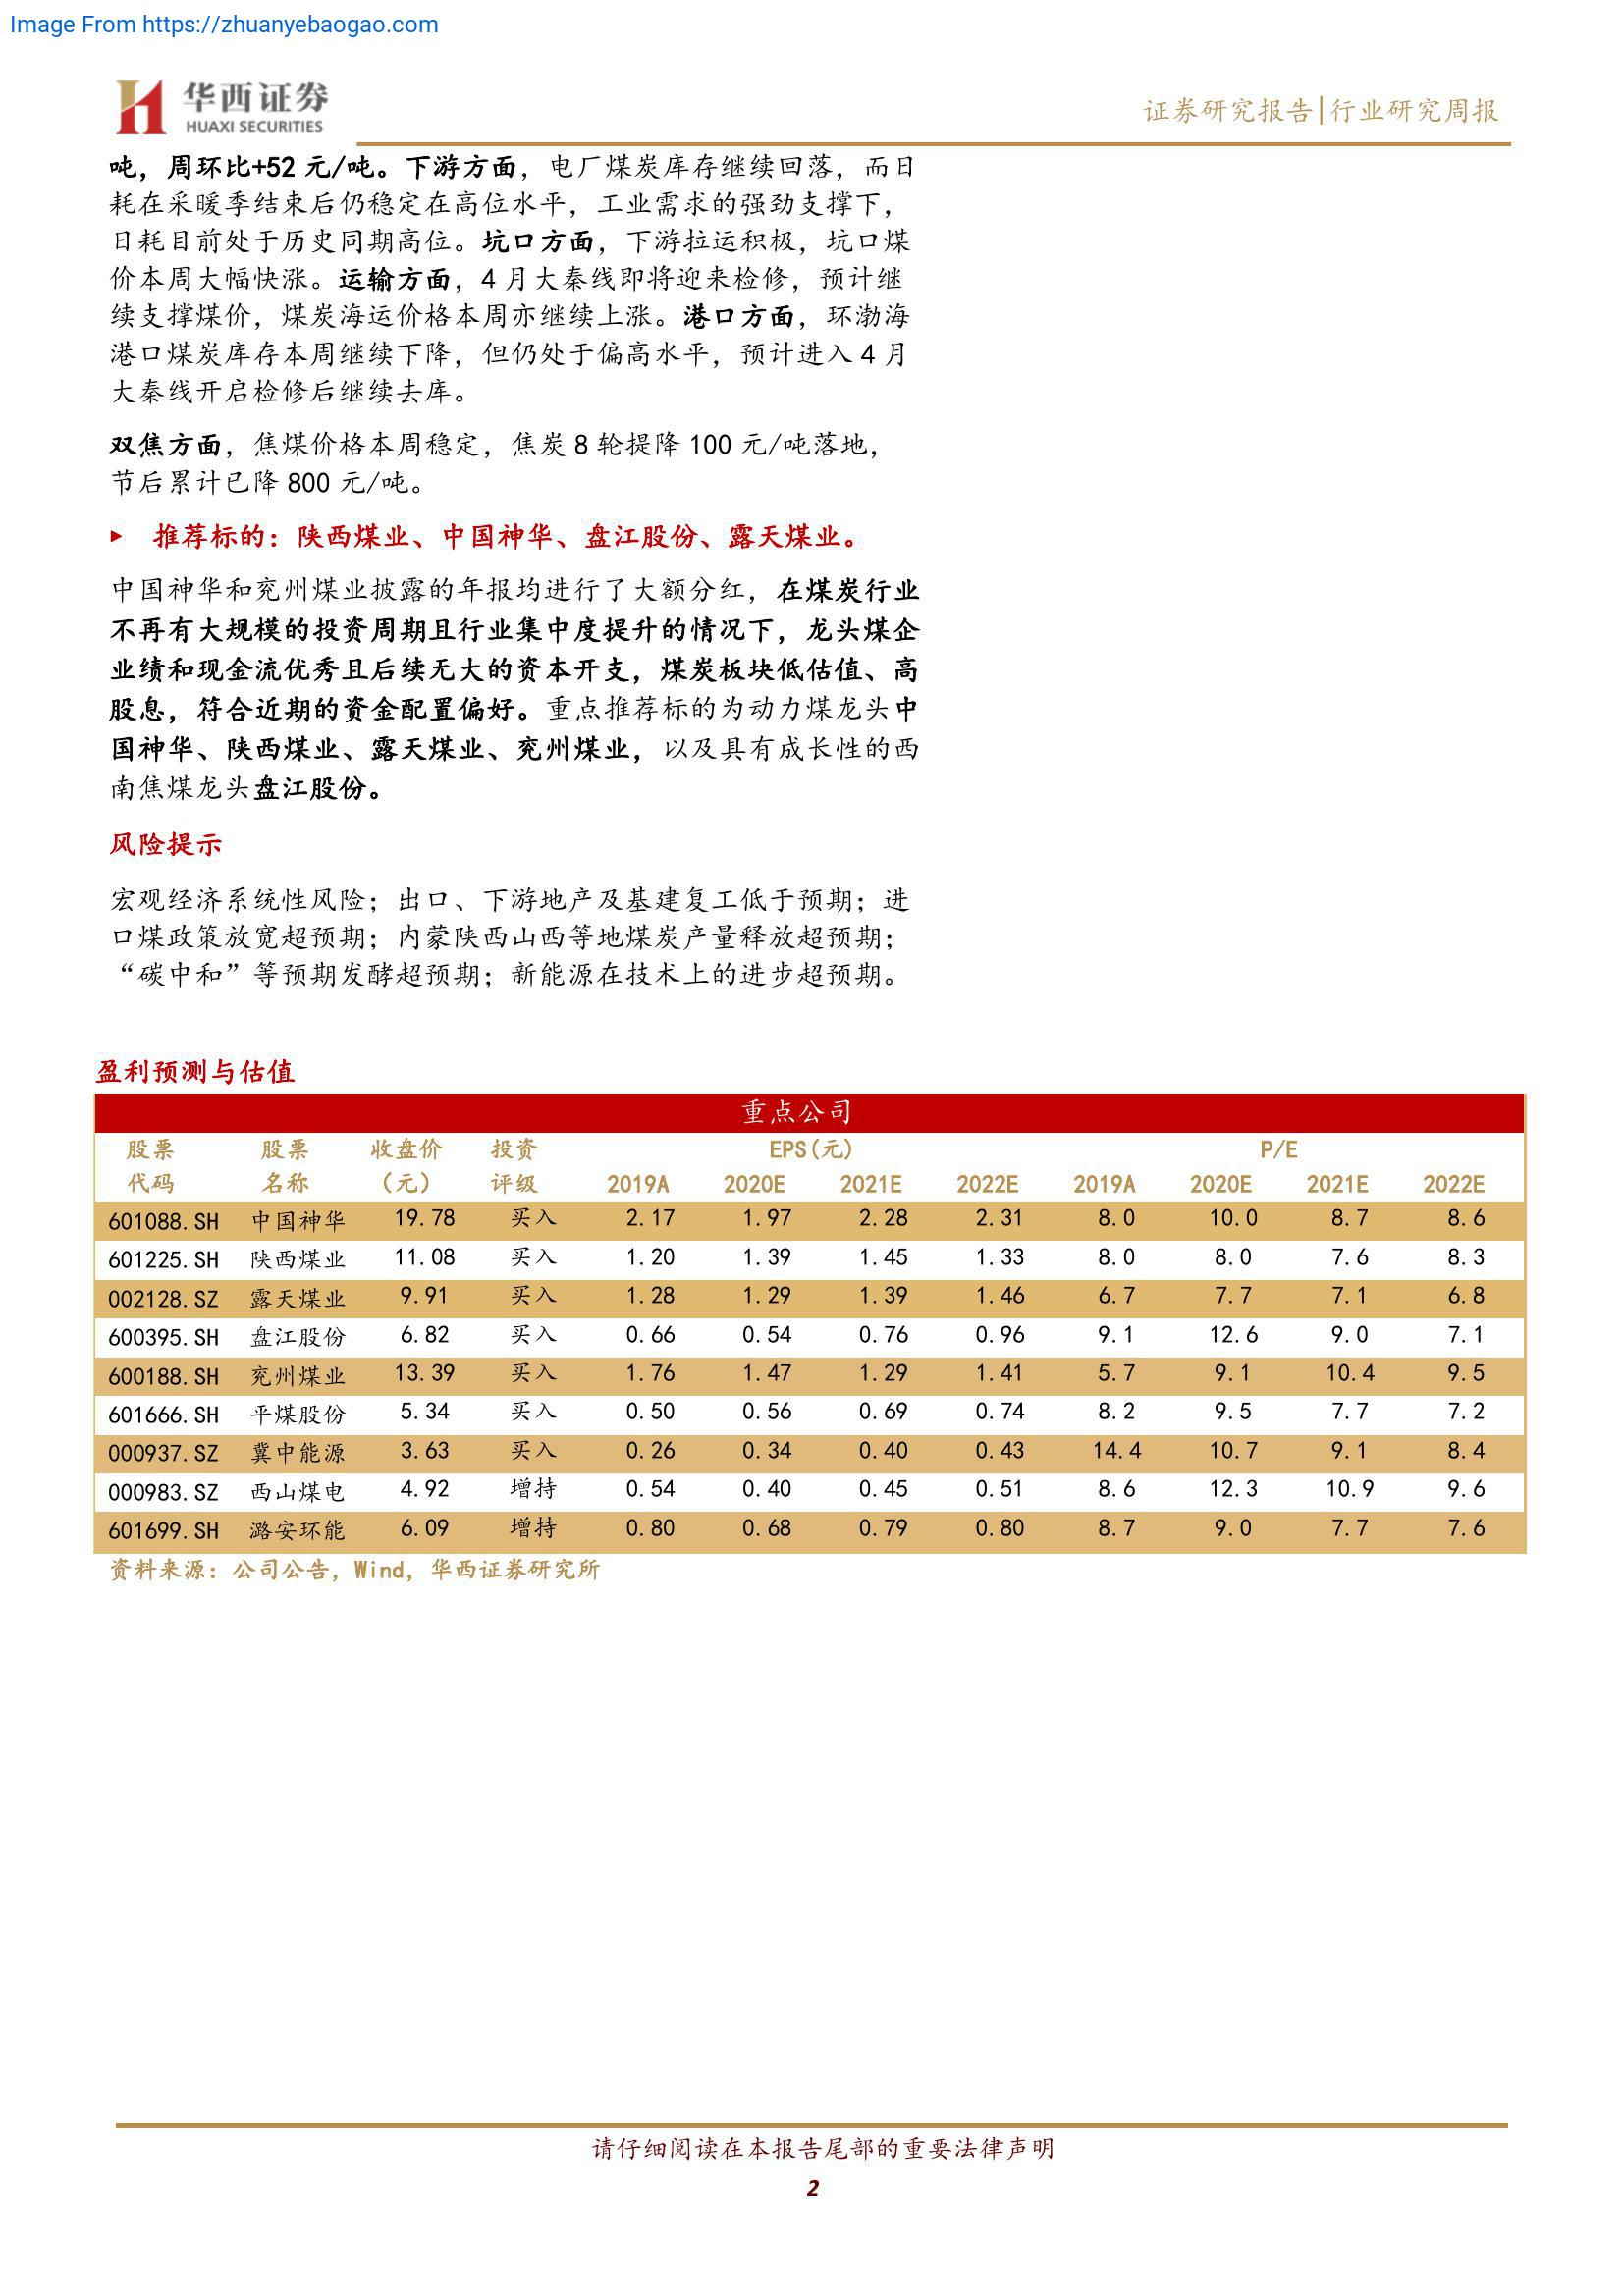 Image From https://zhuanyebaogao.com
华西证券
HUAXI SECURITIES
证券研究报告|行业研究周报
吨，周环比+52 元/吨。下游方面，电厂煤炭库存继续回落，而日
耗在采暖季结束后仍稳定在高位水平，工业需求的强劲支撑下，
日耗目前处于历史同期高位。坑口方面，下游拉运积极，坑口煤
价本周大幅快涨。运输方面，4 月大秦线即将迎来检修，预计继
续支撑煤价，煤炭海运价格本周亦继续上涨。港口方面，环渤海
港口煤炭库存本周继续下降，但仍处于偏高水平，预计进入 4 月
大秦线开启检修后继续去库。
双焦方面，焦煤价格本周稳定，焦炭 8 轮提降 100 元/吨落地，
节后累计已降 800 元/吨。
▶ 推荐标的：陕西煤业、中国神华、盘江股份、露天煤业。
中国神华和兖州煤业披露的年报均进行了大额分红，在煤炭行业
不再有大规模的投资周期且行业集中度提升的情况下，龙头煤企
业绩和现金流优秀且后续无大的资本开支，煤炭板块低估值、高
股息，符合近期的资金配置偏好。重点推荐标的为动力煤龙头中
国神华、陕西煤业、露天煤业、兖州煤业，以及具有成长性的西
南焦煤龙头盘江股份。
风险提示
宏观经济系统性风险；出口、下游地产及基建复工低于预期；进
口煤政策放宽超预期；内蒙陕西山西等地煤炭产量释放超预期；
“碳中和”等预期发酵超预期；新能源在技术上的进步超预期。
盈利预测与估值
重点公司
股票 股票 收盘价 投资 EPS(元) P/E
代码 名称 （元） 评级 2019A 2020E 2021E 2022E 2019A 2020E 2021E 2022E
601088.SH 中国神华 19.78 买入 2.17 1.97 2.28 2.31 8.0 10.0 8.7 8.6
601225.SH 陕西煤业 11.08 买入 1.20 1.39 1.45 1.33 8.0 8.0 7.6 8.3
002128.SZ 露天煤业 9.91 买入 1.28 1.29 1.39 1.46 6.7 7.7 7.1 6.8
600395.SH 盘江股份 6.82 买入 0.66 0.54 0.76 0.96 9.1 12.6 9.0 7.1
600188.SH 兖州煤业 13.39 买入 1.76 1.47 1.29 1.41 5.7 9.1 10.4 9.5
601666.SH 平煤股份 5.34 买入 0.50 0.56 0.69 0.74 8.2 9.5 7.7 7.2
000937.SZ 冀中能源 3.63 买入 0.26 0.34 0.40 0.43 14.4 10.7 9.1 8.4
000983.SZ 西山煤电 4.92 增持 0.54 0.40 0.45 0.51 8.6 12.3 10.9 9.6
601699.SH 潞安环能 6.09 增持 0.80 0.68 0.79 0.80 8.7 9.0 7.7 7.6
资料来源：公司公告，Wind，华西证券研究所
请仔细阅读在本报告尾部的重要法律声明
2